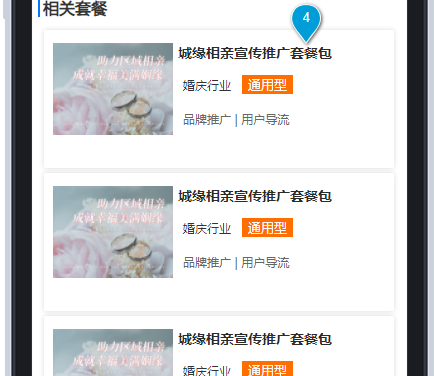 相关套餐
4
助力区域相亲
成就幸福美满姻缘
城缘相亲宣传推广套餐包
婚庆行业 通用型
品牌推广 | 用户导流
助力区域相亲
成就幸福美满姻缘
城缘相亲宣传推广套餐包
婚庆行业 通用型
品牌推广 | 用户导流
助力区域相亲
成就幸福美满姻缘
城缘相亲宣传推广套餐包
婚庆行业 通用型